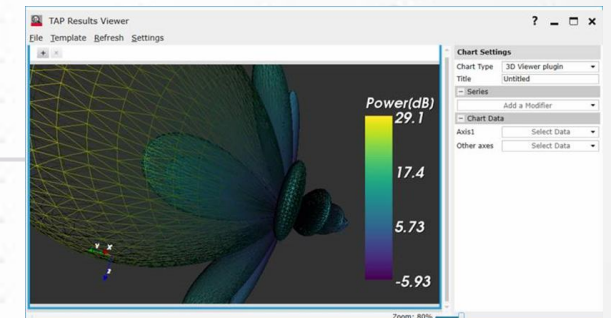 TAP Results Viewer
? _ □ ×
File Template Refresh Settings
+ ×
Chart Settings
Chart Type 3D Viewer plugin
Title Untitled
− Series
Add a Modifier
− Chart Data
Axis1 Select Data
Other axes Select Data
Power(dB)
29.1
17.4
5.73
-5.93
Y X
Z
Zoom: 80%